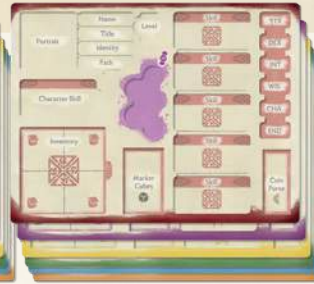 Portrait
Name
Title
Identity
Path
Level
Character Skill
Inventory
Marker
Cubes
Skill
Skill
Skill
Skill
Skill
STR
DEX
INT
WIS
CHA
END
Coin
Purse